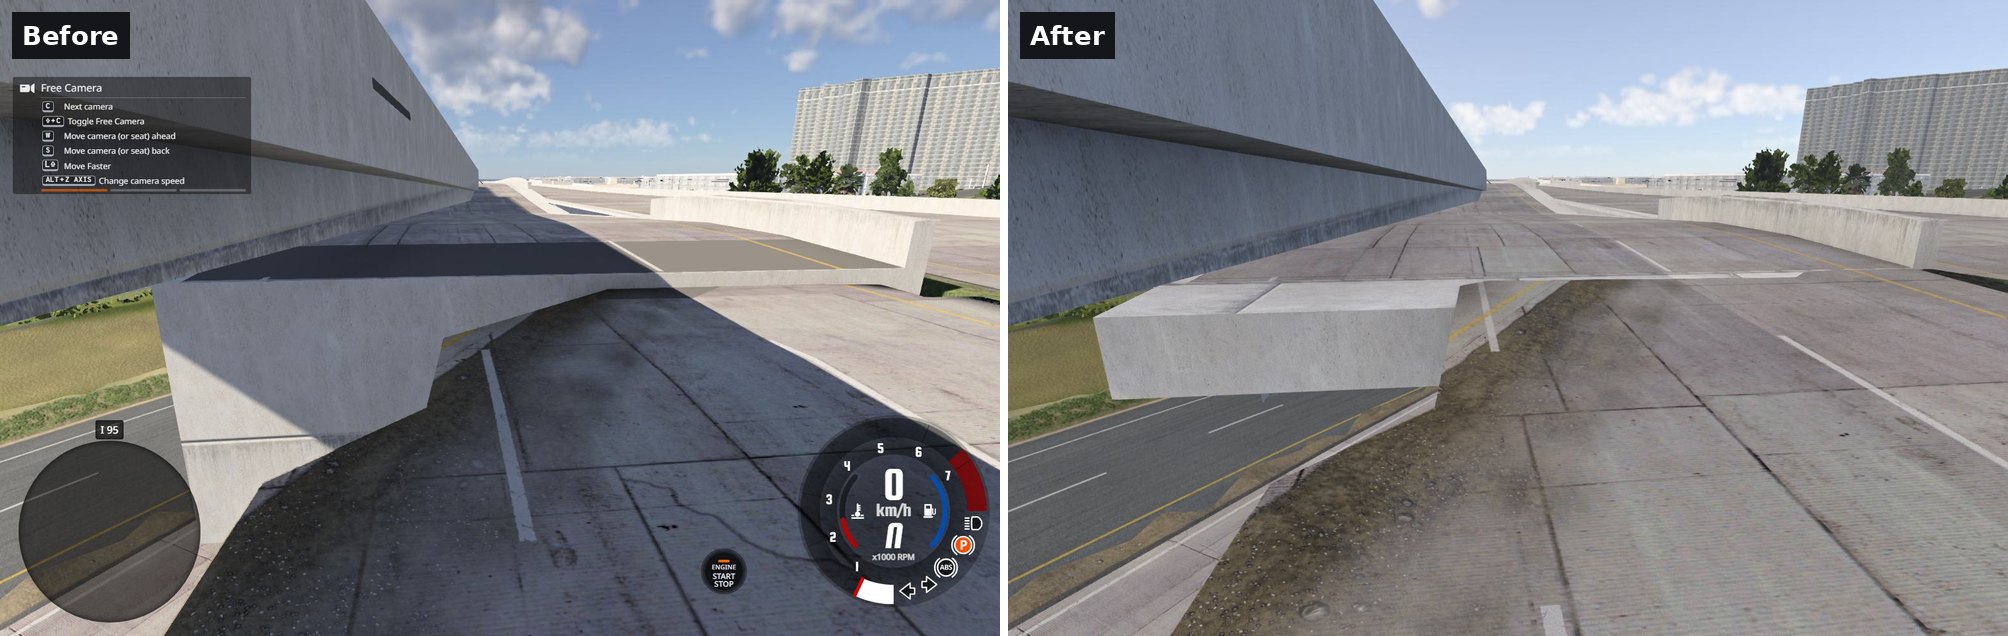 Before
Free Camera
C Next camera
⇧+C Toggle Free Camera
W Move camera (or seat) ahead
S Move camera (or seat) back
L⇧ Move Faster
ALT+Z AXIS Change camera speed
I 95
ENGINE
START
STOP
1
2
3
4
5
6
7
0
km/h
n
x1000 RPM
P
ABS
After